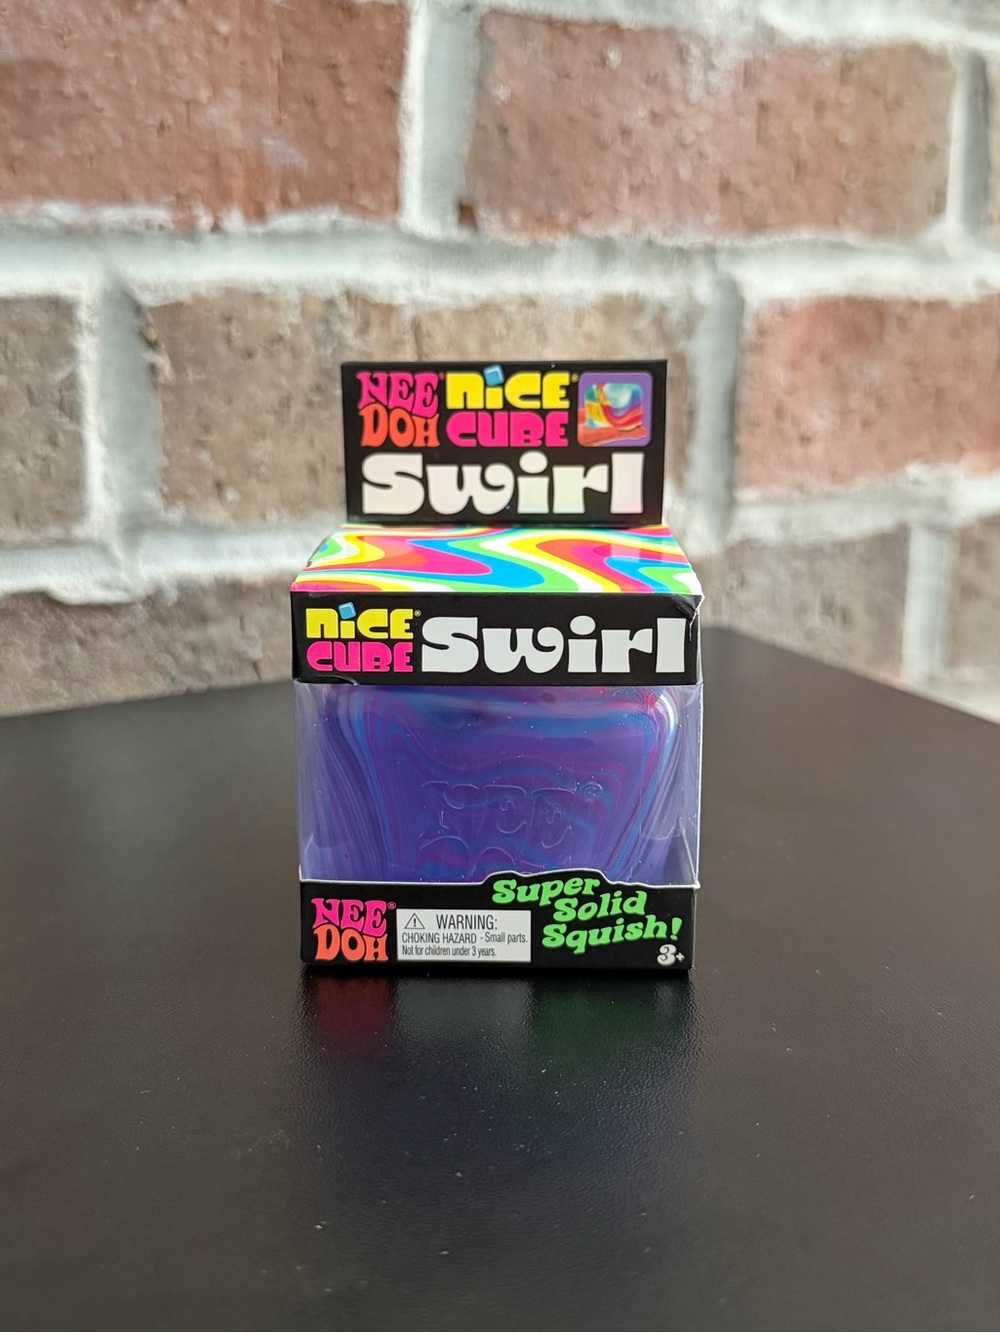 NEE® NiCE®
DOH CUBE
Swirl
NiCE®
CUBE Swirl
NEE®
Super
Solid
Squish!
NEE®
DOH
⚠ WARNING:
CHOKING HAZARD - Small parts.
Not for children under 3 years.
3+